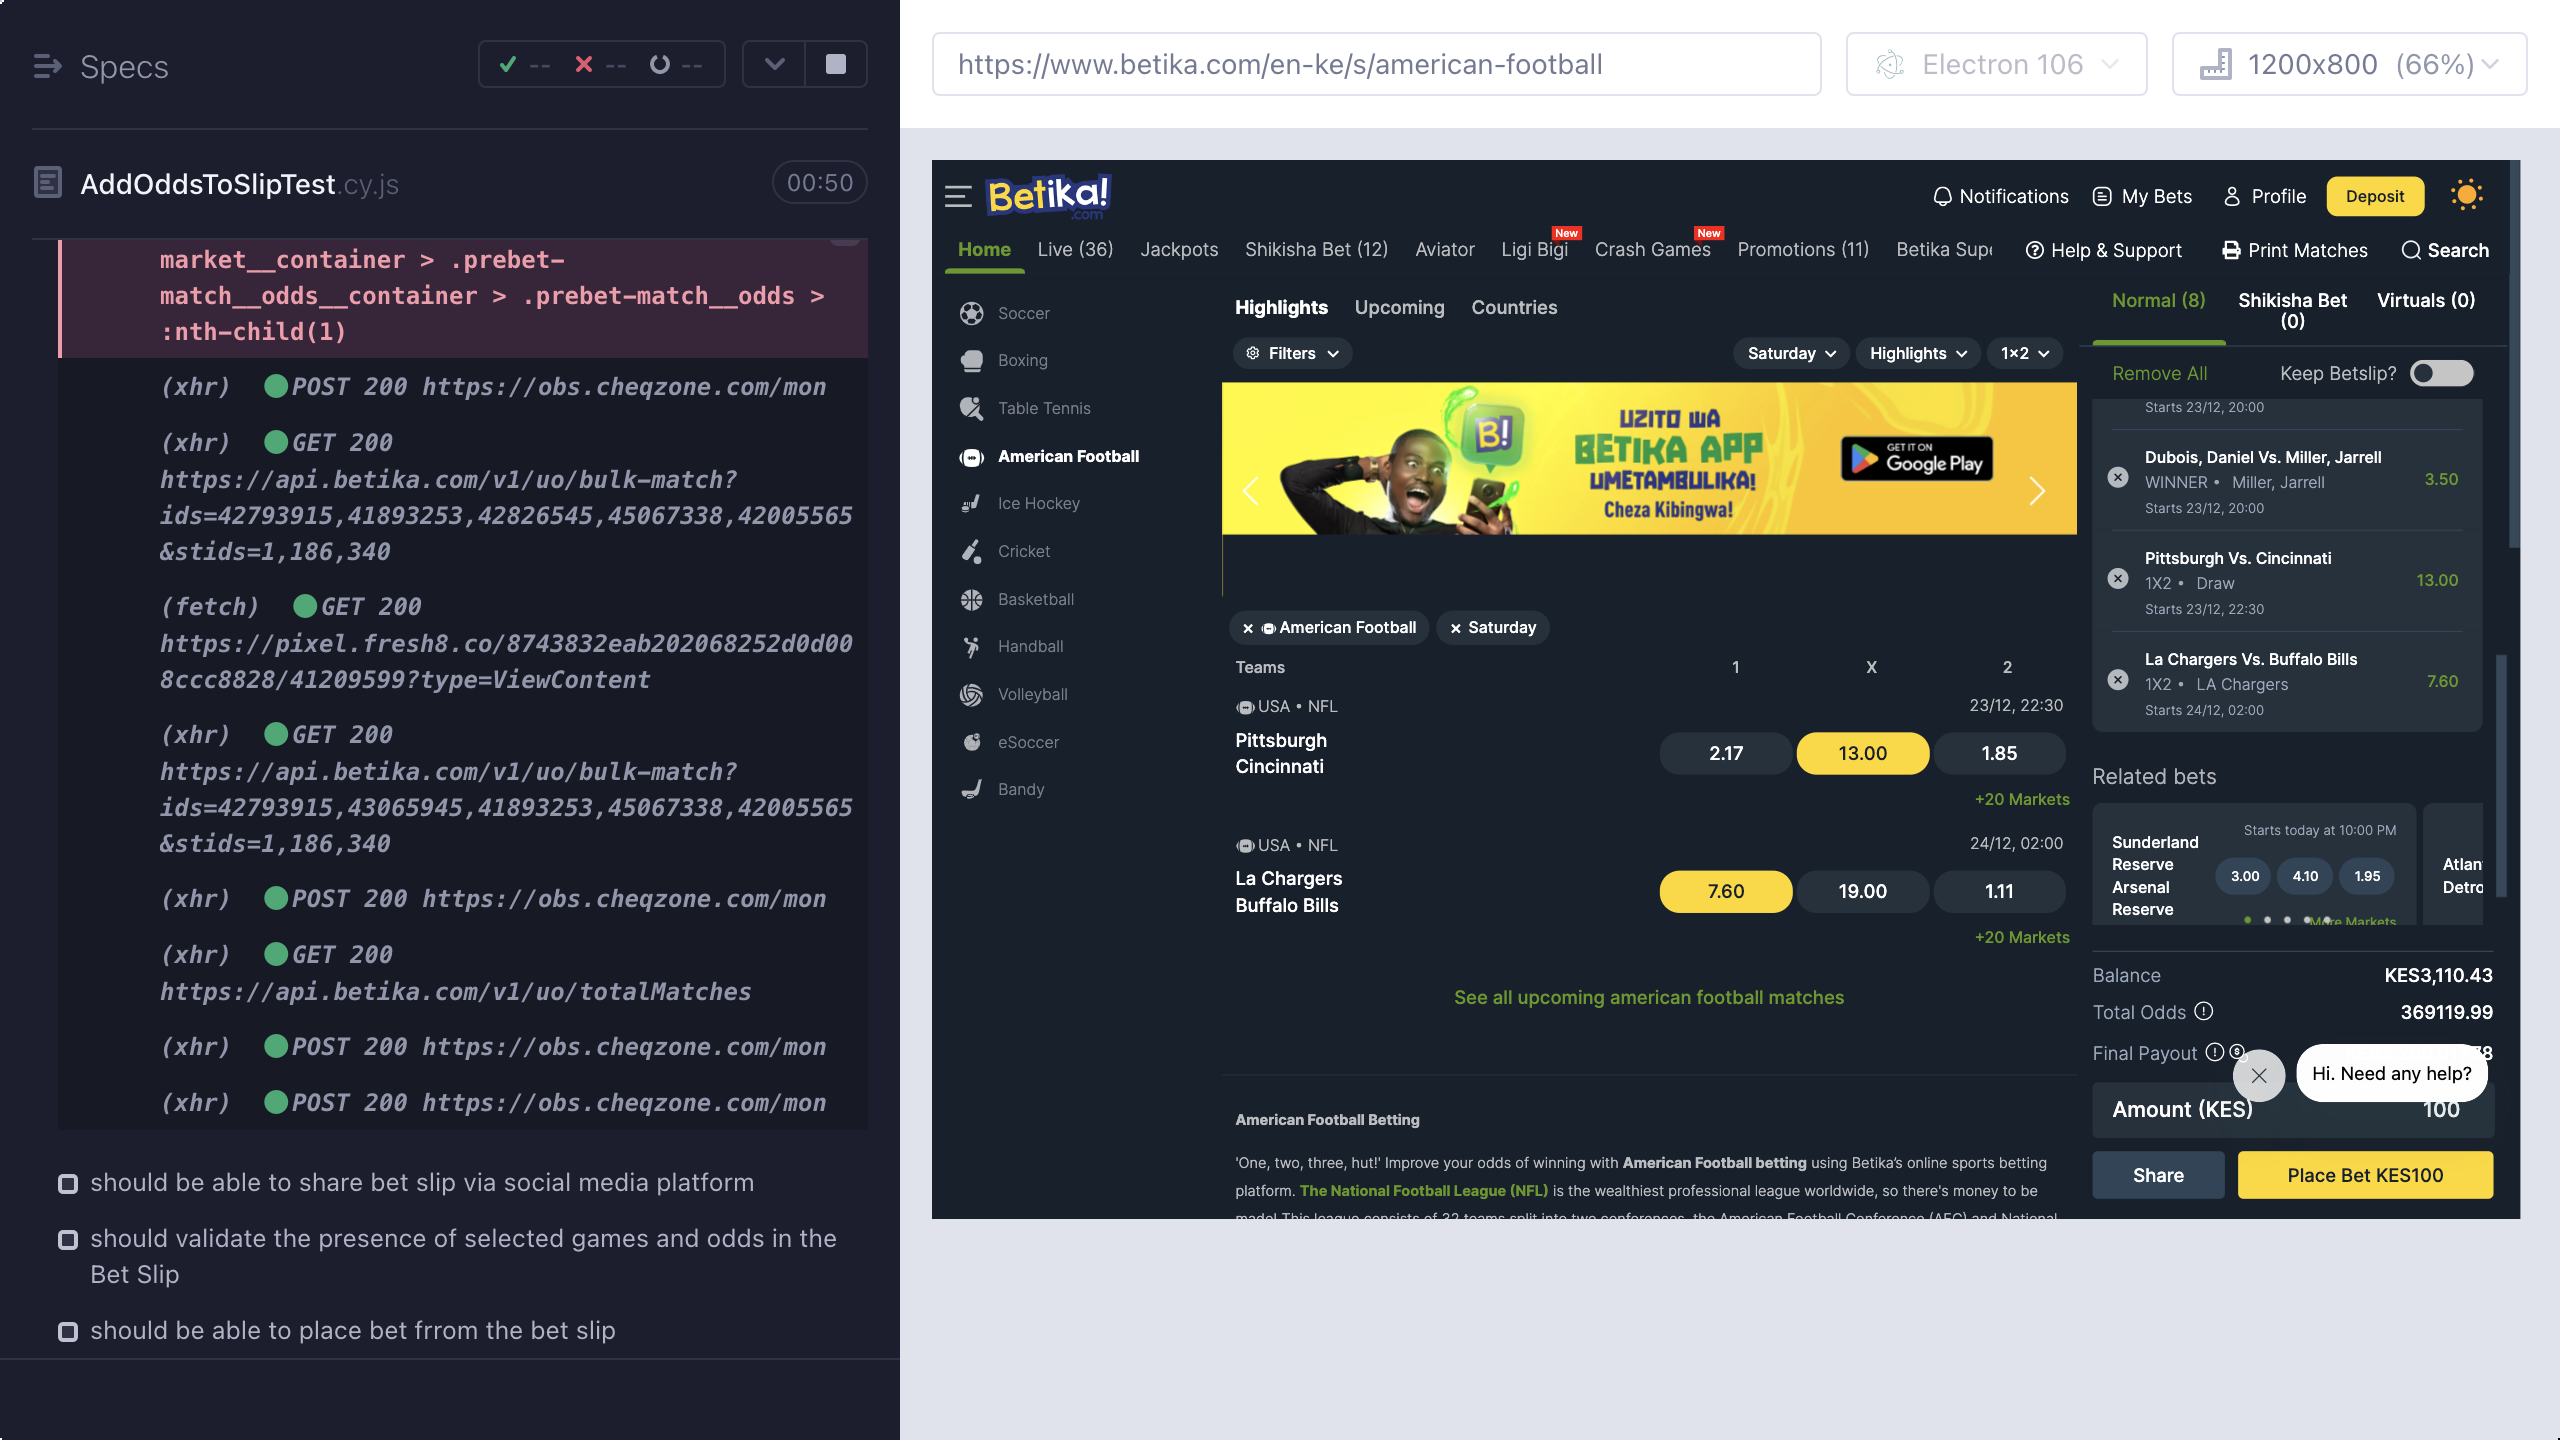 Specs
-- -- --
AddOddsToSlipTest.cy.js
00:50
market__container > .prebet-
match__odds__container > .prebet-match__odds >
:nth-child(1)
(xhr) POST 200 https://obs.cheqzone.com/mon
(xhr) GET 200
https://api.betika.com/v1/uo/bulk-match?
ids=42793915,41893253,42826545,45067338,42005565
&stids=1,186,340
(fetch) GET 200
https://pixel.fresh8.co/8743832eab202068252d0d00
8ccc8828/41209599?type=ViewContent
(xhr) GET 200
https://api.betika.com/v1/uo/bulk-match?
ids=42793915,43065945,41893253,45067338,42005565
&stids=1,186,340
(xhr) POST 200 https://obs.cheqzone.com/mon
(xhr) GET 200
https://api.betika.com/v1/uo/totalMatches
(xhr) POST 200 https://obs.cheqzone.com/mon
(xhr) POST 200 https://obs.cheqzone.com/mon
should be able to share bet slip via social media platform
should validate the presence of selected games and odds in the
Bet Slip
should be able to place bet frrom the bet slip
https://www.betika.com/en-ke/s/american-football
Electron 106
1200x800 (66%)
Betika!
.com
Notifications
My Bets
Profile
Deposit
Home
Live (36)
Jackpots
Shikisha Bet (12)
Aviator
Ligi Bigi
New
Crash Games
New
Promotions (11)
Betika Supe
Help & Support
Print Matches
Search
Soccer
Boxing
Table Tennis
American Football
Ice Hockey
Cricket
Basketball
Handball
Volleyball
eSoccer
Bandy
Highlights
Upcoming
Countries
Filters
Saturday
Highlights
1×2
B!
UZITO WA
BETIKA APP
UMETAMBULIKA!
Cheza Kibingwa!
GET IT ON
Google Play
American Football
Saturday
Teams 1 X 2
USA • NFL 23/12, 22:30
Pittsburgh
Cincinnati
2.17 13.00 1.85
+20 Markets
USA • NFL 24/12, 02:00
La Chargers
Buffalo Bills
7.60 19.00 1.11
+20 Markets
See all upcoming american football matches
American Football Betting
'One, two, three, hut!' Improve your odds of winning with American Football betting using Betika's online sports betting
platform. The National Football League (NFL) is the wealthiest professional league worldwide, so there's money to be
made! This league consists of 32 teams split into two conferences, the American Football Conference (AFC) and National
Normal (8)
Shikisha Bet
(0)
Virtuals (0)
Remove All
Keep Betslip?
Starts 23/12, 20:00
Dubois, Daniel Vs. Miller, Jarrell
WINNER • Miller, Jarrell
3.50
Starts 23/12, 20:00
Pittsburgh Vs. Cincinnati
1X2 • Draw
13.00
Starts 23/12, 22:30
La Chargers Vs. Buffalo Bills
1X2 • LA Chargers
7.60
Starts 24/12, 02:00
Related bets
Starts today at 10:00 PM
Sunderland
Reserve
Arsenal
Reserve
3.00 4.10 1.95
More Markets
Atlan
Detro
Balance KES3,110.43
Total Odds 369119.99
Final Payout
Hi. Need any help?
Amount (KES) 100
Share
Place Bet KES100